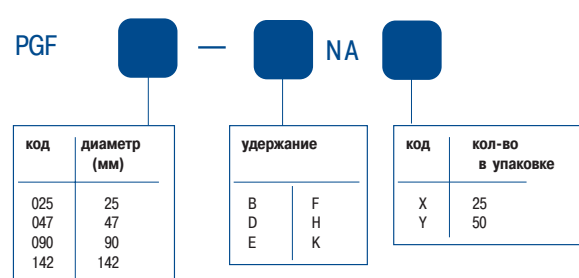 PGF — NA
код диаметр (мм)
025 25
047 47
090 90
142 142
удержание
B F
D H
E K
код кол-во в упаковке
X 25
Y 50